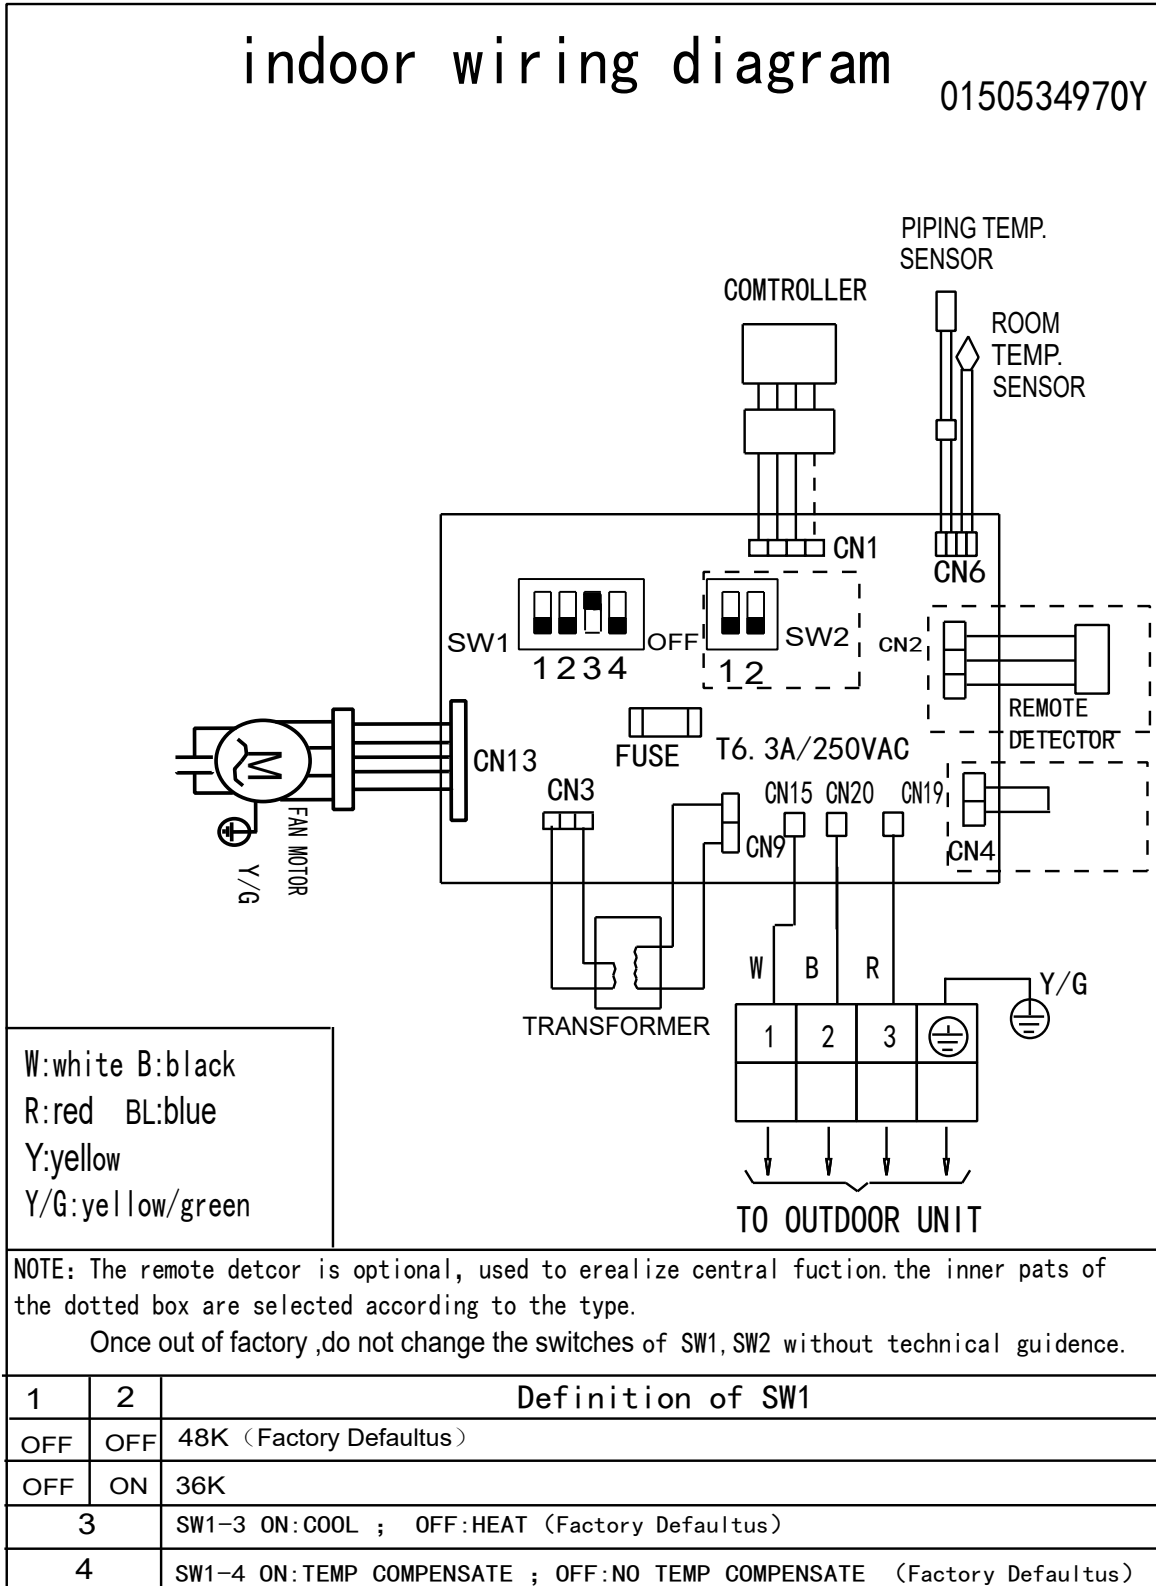 indoor wiring diagram
0150534970Y
PIPING TEMP.
SENSOR
COMTROLLER
ROOM
TEMP.
SENSOR
CN1
CN6
SW1
OFF
1 2 3 4
SW2
1 2
CN2
REMOTE
DETECTOR
FUSE
T6.3A/250VAC
CN13
CN3
CN15 CN20 CN19
CN9
CN4
M
FAN MOTOR
Y/G
W B R
Y/G
TRANSFORMER
1 2 3
TO OUTDOOR UNIT
W:white B:black
R:red BL:blue
Y:yellow
Y/G:yellow/green
NOTE: The remote detcor is optional, used to erealize central fuction.the inner pats of
the dotted box are selected according to the type.
Once out of factory ,do not change the switches of SW1,SW2 without technical guidence.
1 2 Definition of SW1
OFF OFF 48K（Factory Defaultus）
OFF ON 36K
3 SW1-3 ON:COOL ; OFF:HEAT（Factory Defaultus）
4 SW1-4 ON:TEMP COMPENSATE ; OFF:NO TEMP COMPENSATE （Factory Defaultus）